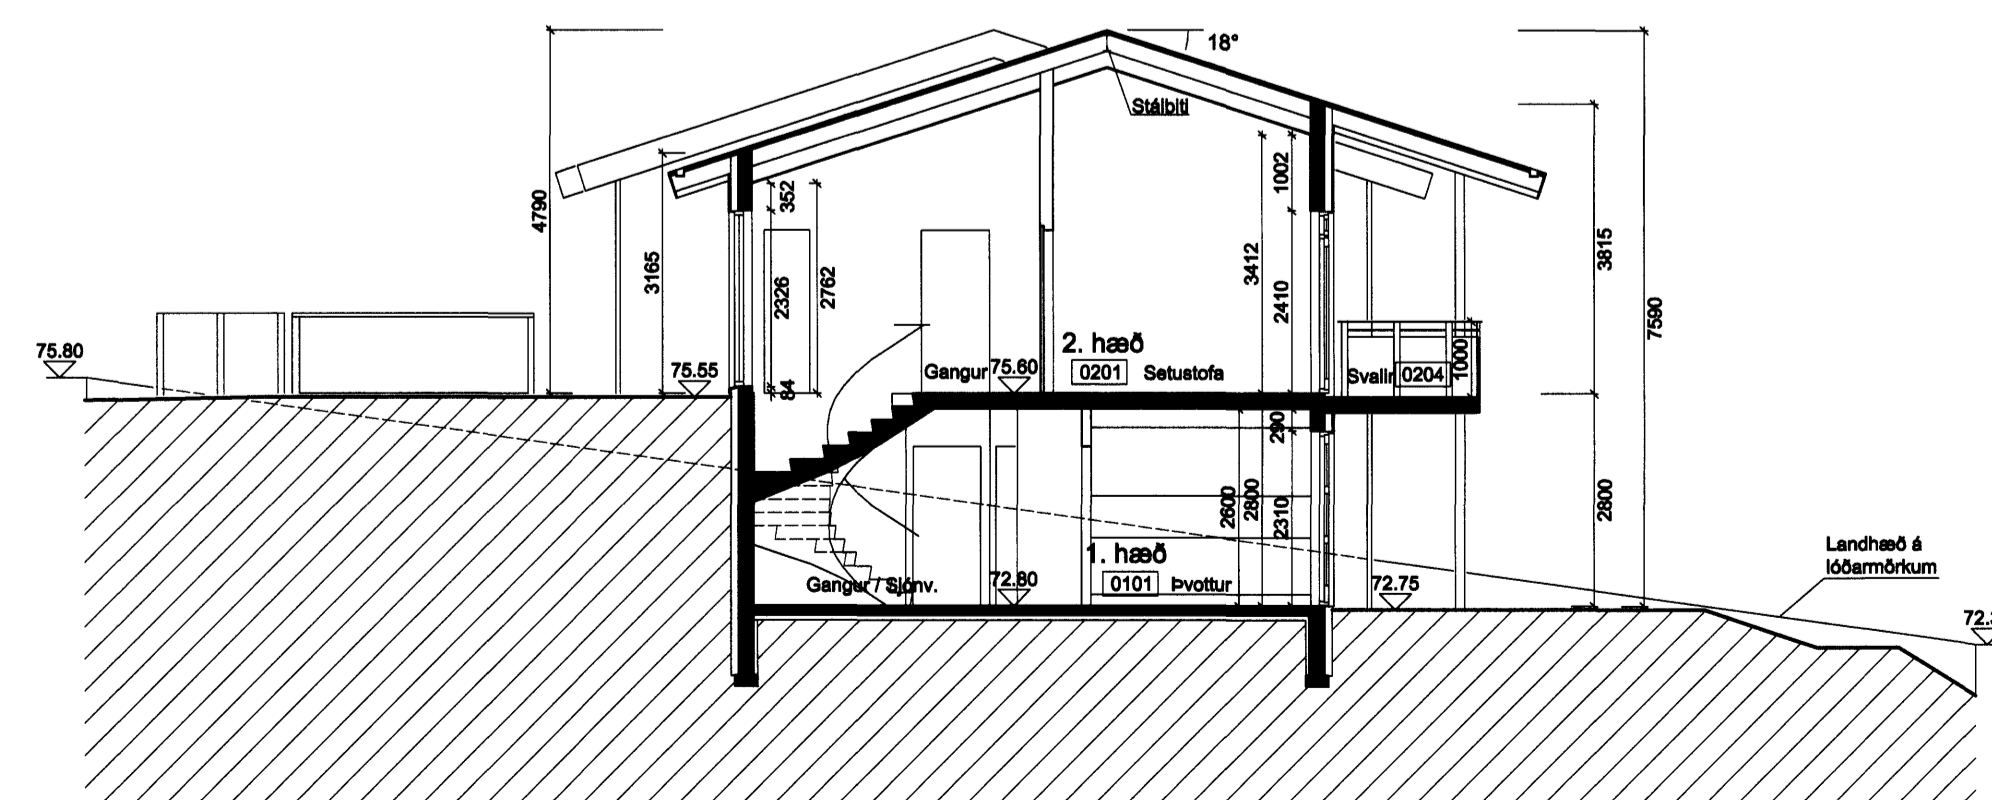 18°
Stálbiti
4790
3165
352
2326
2762
84
1002
3412
2410
3815
7590
75.80
75.55
2. hæð
Gangur 75.60 0201 Setustofa
Svalir 0204 1000
290
2600
2800
2310
2800
1. hæð
Gangur / Sjónv. 72.80 0101 Þvottur
72.75
Landhæð á
lóðarmörkum